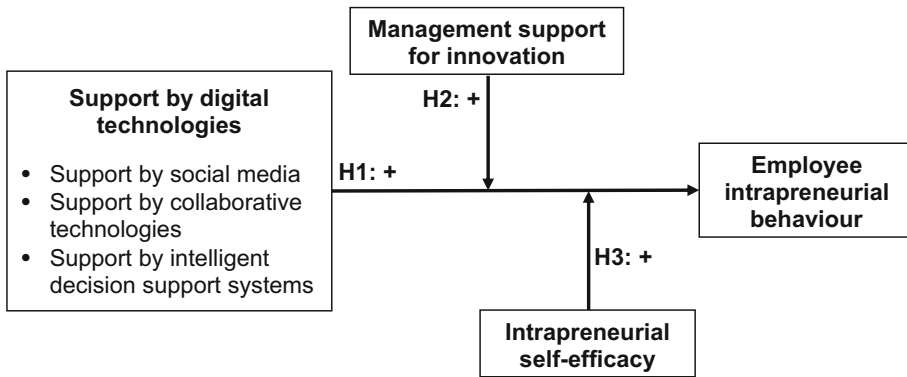 Management support
for innovation
H2: +
Support by digital
technologies
• Support by social media
• Support by collaborative
technologies
• Support by intelligent
decision support systems
H1: +
Employee
intrapreneurial
behaviour
H3: +
Intrapreneurial
self-efficacy